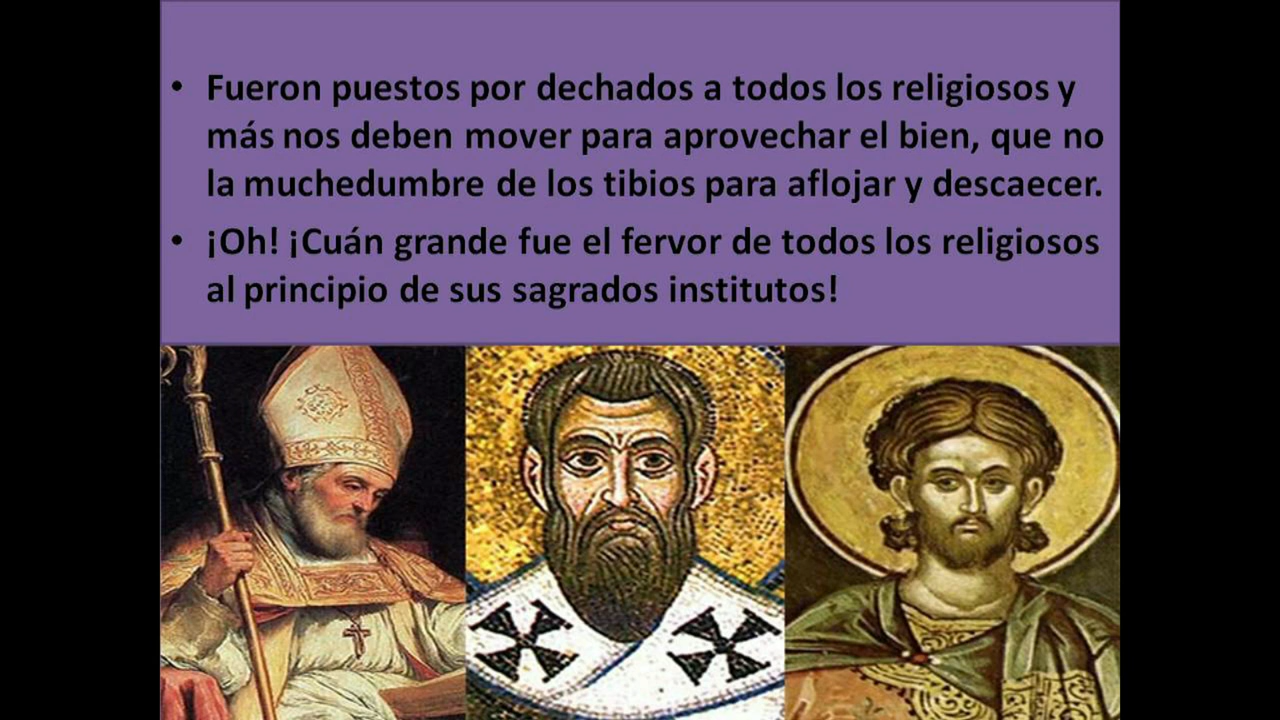 • Fueron puestos por dechados a todos los religiosos y
más nos deben mover para aprovechar el bien, que no
la muchedumbre de los tibios para aflojar y descaecer.
• ¡Oh! ¡Cuán grande fue el fervor de todos los religiosos
al principio de sus sagrados institutos!